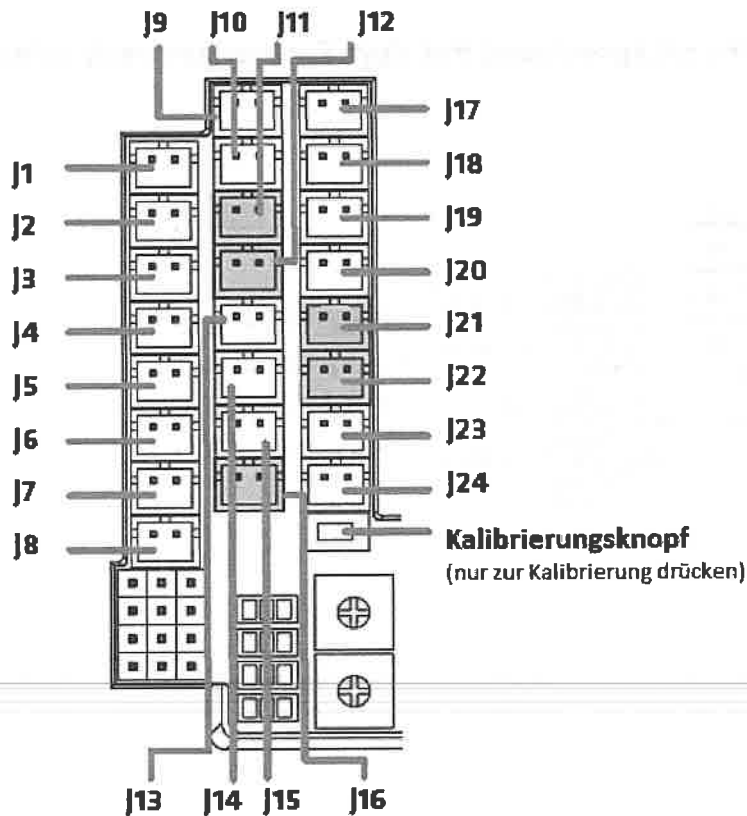 J9 J10 J11 J12
J17
J1
J18
J2
J19
J3
J20
J4
J21
J5
J22
J6
J23
J7
J24
J8
Kalibrierungsknopf
(nur zur Kalibrierung drücken)
J13 J14 J15 J16